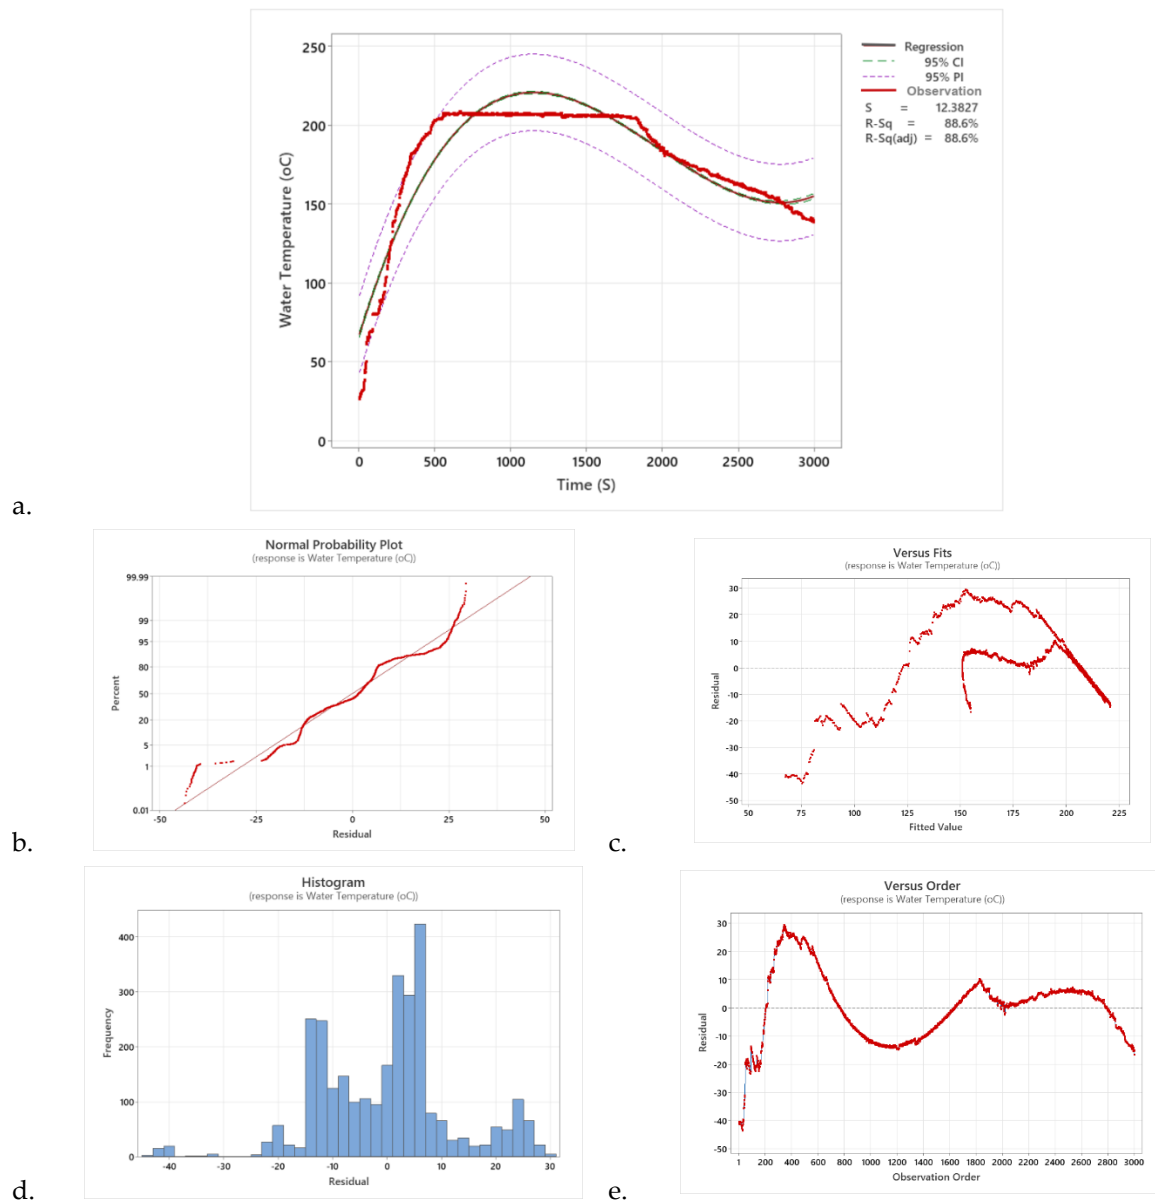 250
200
150
100
50
0
Water Temperature (oC)
0 500 1000 1500 2000 2500 3000
Time (S)
Regression
95% CI
95% PI
Observation
S = 12.3827
R-Sq = 88.6%
R-Sq(adj) = 88.6%
a.
Normal Probability Plot
(response is Water Temperature (oC))
99.99
99
95
80
50
20
5
1
0.01
Percent
-50 -25 0 25 50
Residual
b.
Versus Fits
(response is Water Temperature (oC))
30
20
10
0
-10
-20
-30
-40
-50
Residual
50 75 100 125 150 175 200 225
Fitted Value
c.
Histogram
(response is Water Temperature (oC))
400
300
200
100
0
Frequency
-40 -30 -20 -10 0 10 20 30
Residual
d.
Versus Order
(response is Water Temperature (oC))
30
20
10
0
-10
-20
-30
-40
-50
Residual
1 200 400 600 800 1000 1200 1400 1600 1800 2000 2200 2400 2600 2800 3000
Observation Order
e.